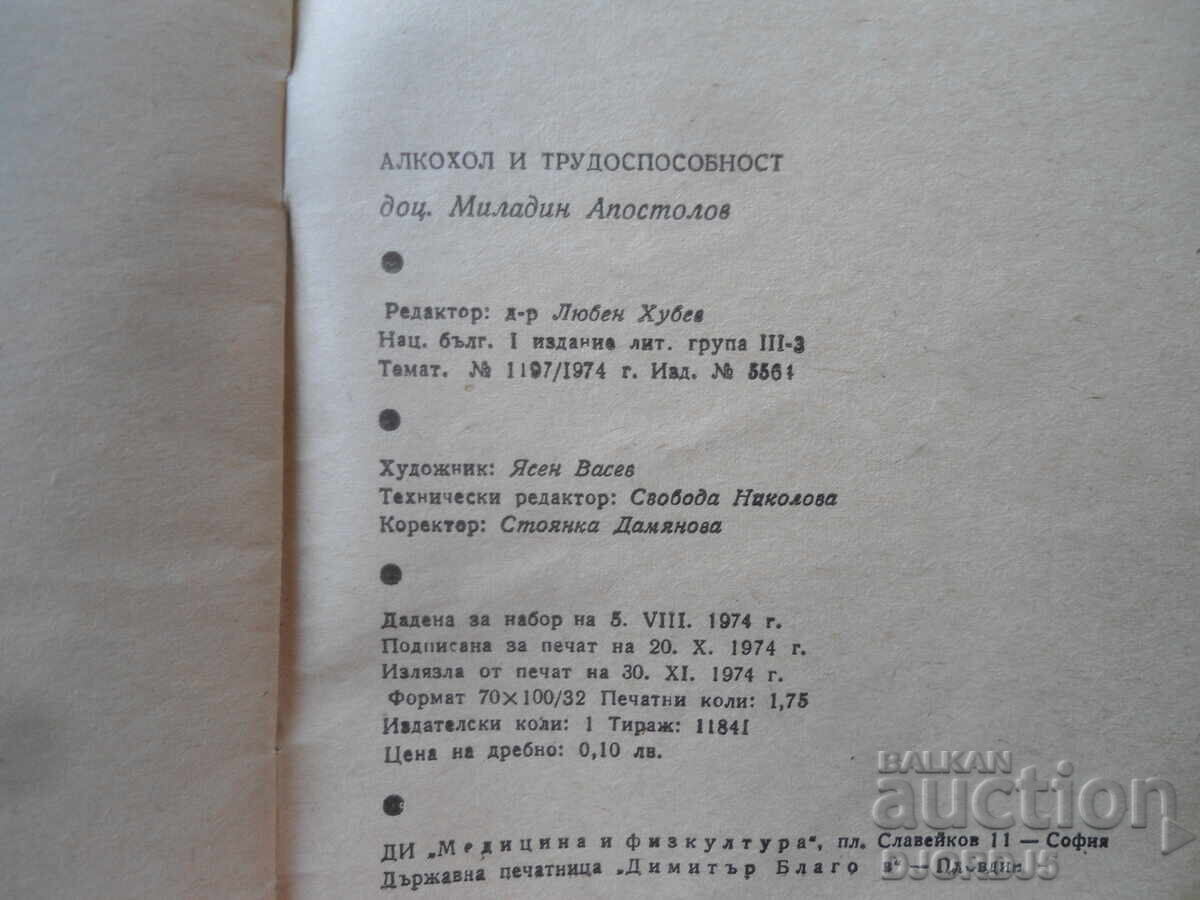 АЛКОХОЛ И ТРУДОСПОСОБНОСТ
доц. Миладин Апостолов
Редактор: д-р Любен Хубев
Нац. бълг. I издание лит. група III-3
Темат. № 1197/1974 г. Изд. № 5561
Художник: Ясен Васев
Технически редактор: Свобода Николова
Коректор: Стоянка Дамянова
Дадена за набор на 5. VIII. 1974 г.
Подписана за печат на 20. X. 1974 г.
Излязла от печат на 30. XI. 1974 г.
Формат 70×100/32 Печатни коли: 1,75
Издателски коли: 1 Тираж: 11841
Цена на дребно: 0,10 лв.
ДИ „Медицина и физкултура“, пл. Славейков 11 — София
Държавна печатница „Димитър Благоев“ — Пловдив
BALKAN
auction
DJORDJ5